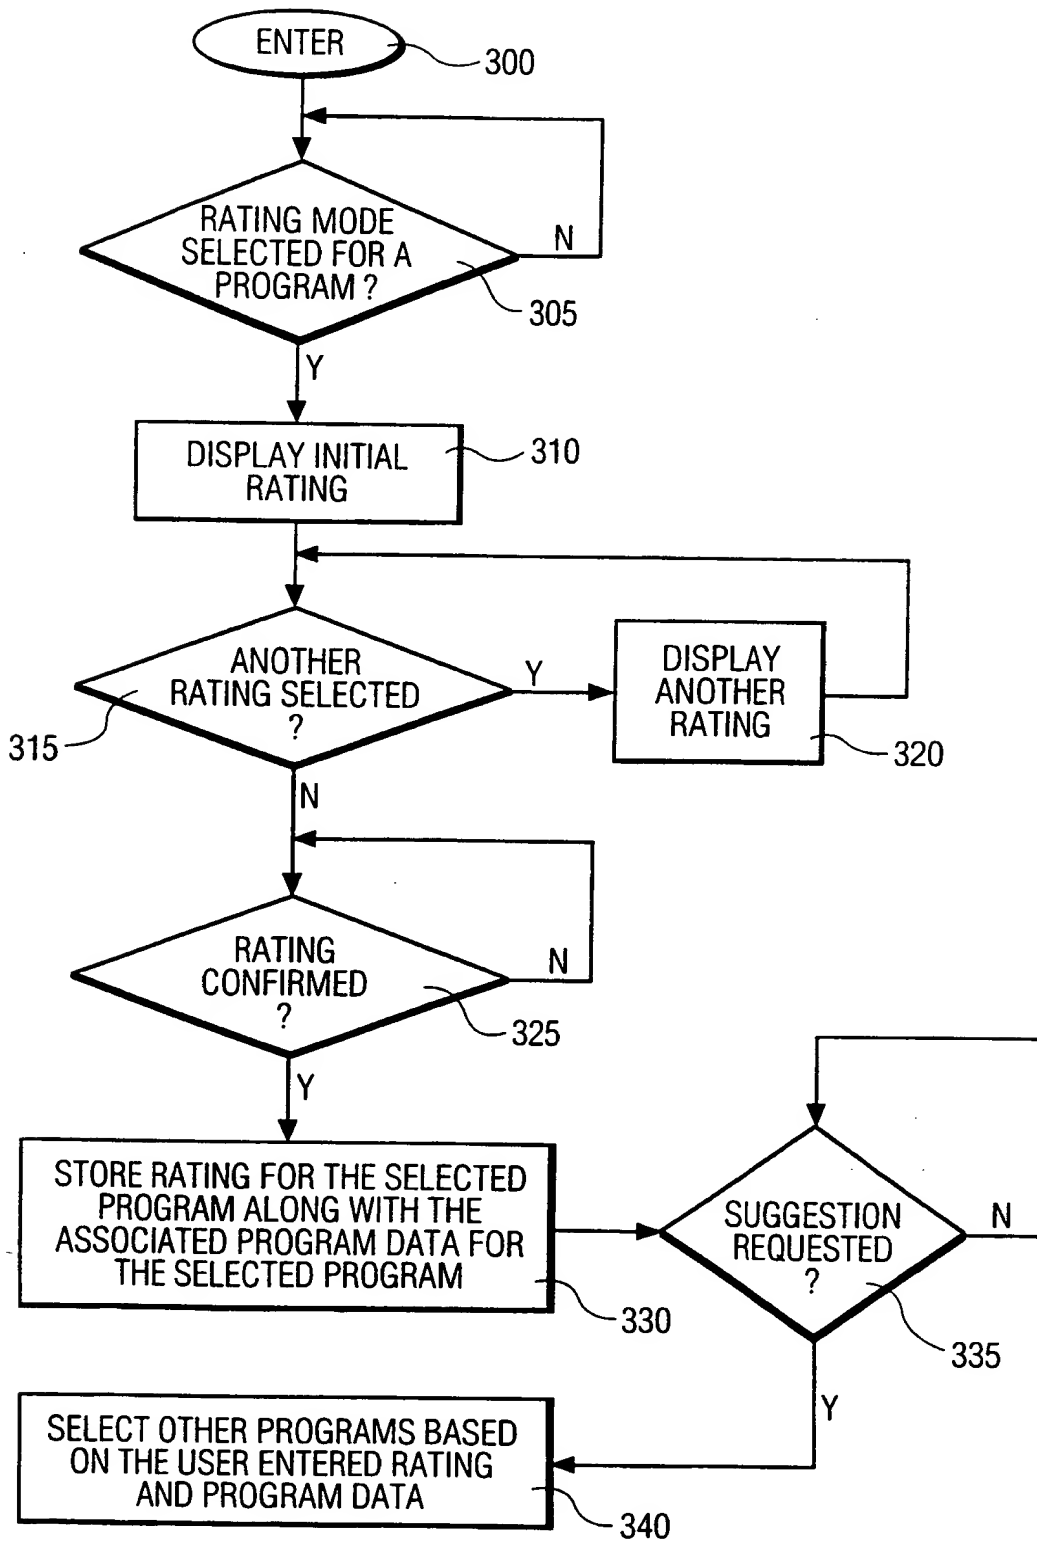 ENTER
300
RATING MODE
SELECTED FOR A
PROGRAM ?
N
305
Y
DISPLAY INITIAL
RATING
310
ANOTHER
RATING SELECTED
?
315
Y
DISPLAY
ANOTHER
RATING
320
N
RATING
CONFIRMED
?
N
325
Y
STORE RATING FOR THE SELECTED
PROGRAM ALONG WITH THE
ASSOCIATED PROGRAM DATA FOR
THE SELECTED PROGRAM
330
SUGGESTION
REQUESTED
?
N
335
Y
SELECT OTHER PROGRAMS BASED
ON THE USER ENTERED RATING
AND PROGRAM DATA
340